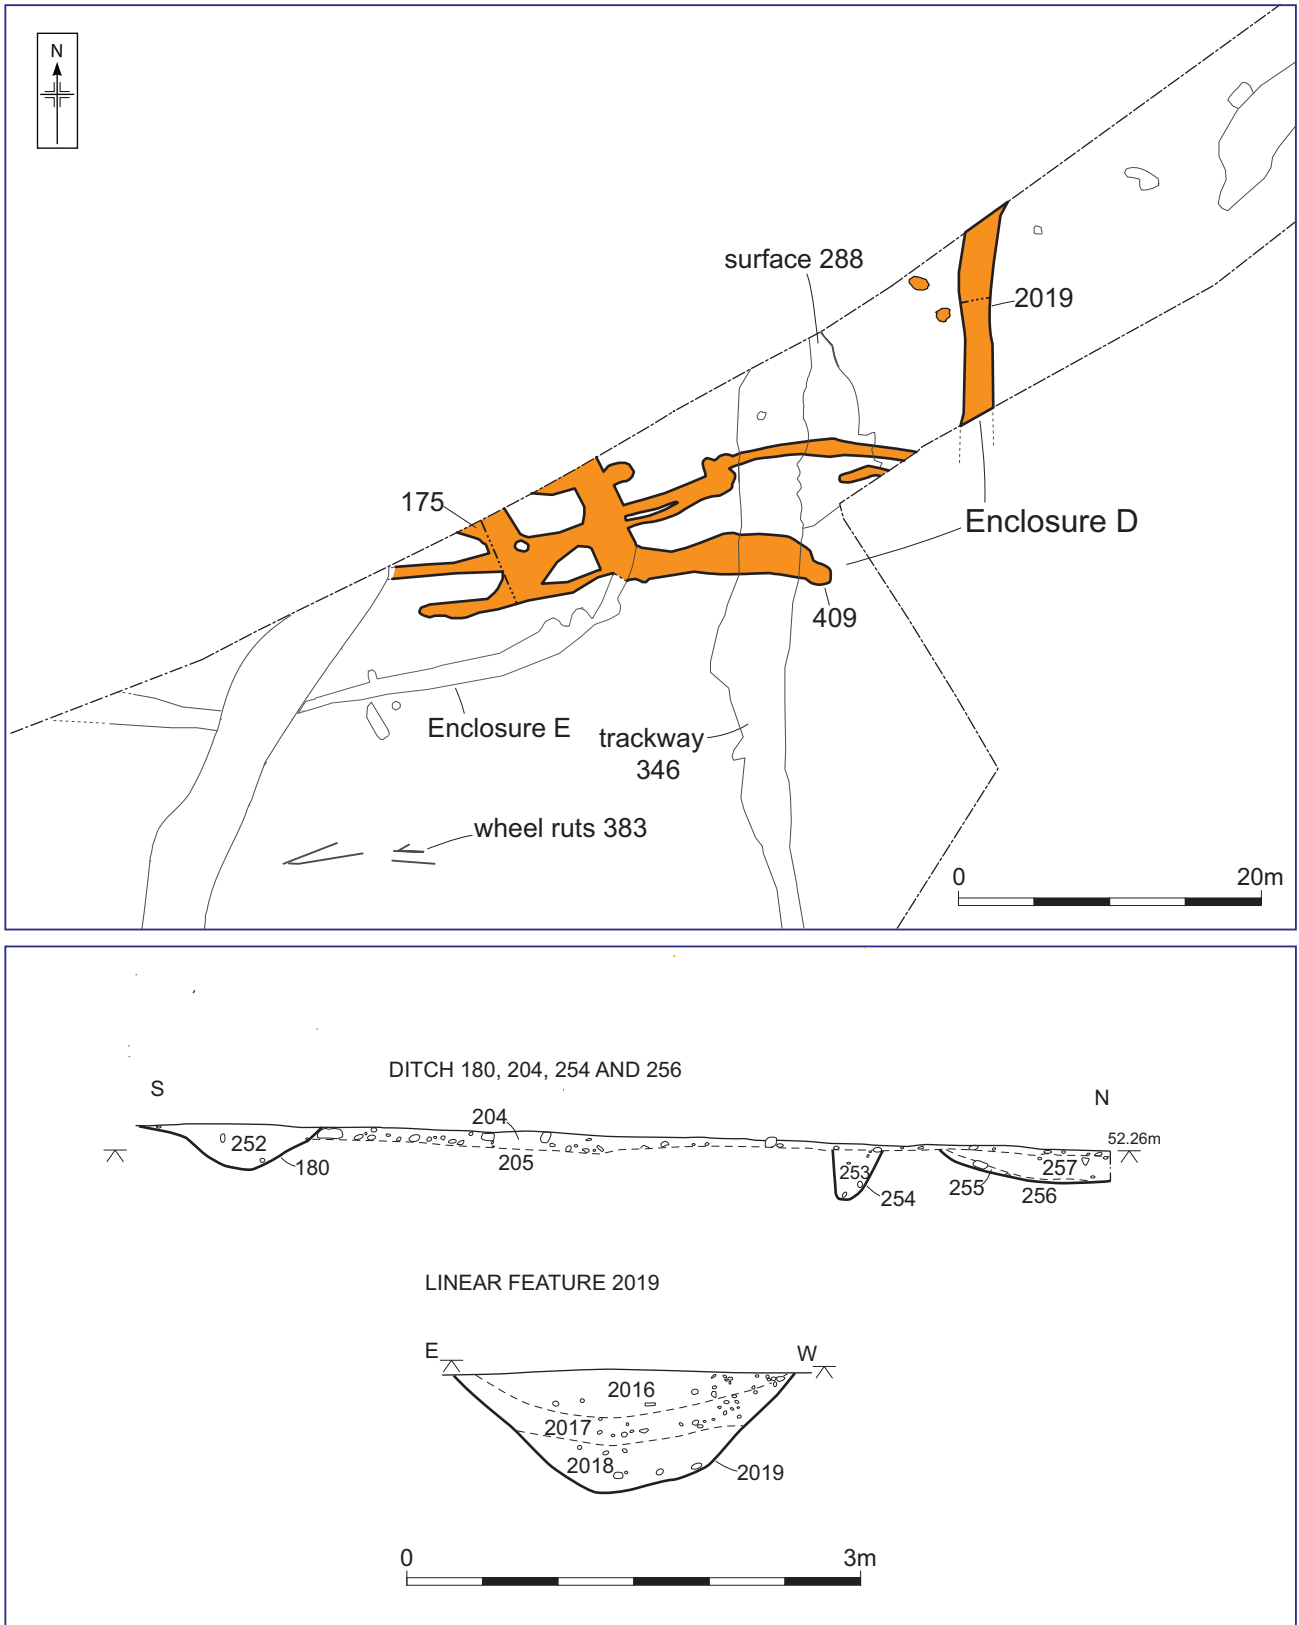 N
surface 288
2019
175
Enclosure D
409
Enclosure E
trackway
346
wheel ruts 383
0 20m
DITCH 180, 204, 254 AND 256
S
N
204
52.26m
252
205
180
253
254
255
257
256
LINEAR FEATURE 2019
E
W
2016
2017
2018
2019
0 3m